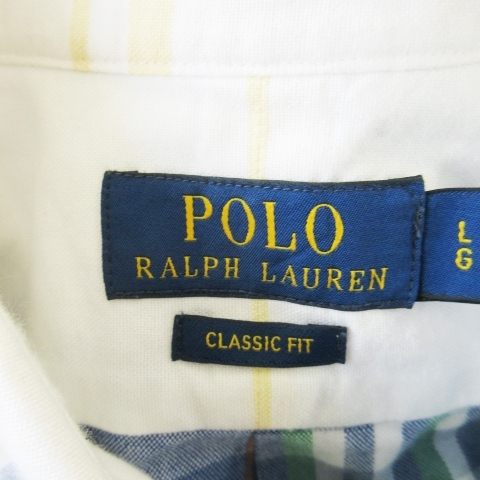 POLO
RALPH LAUREN
L
G
CLASSIC FIT